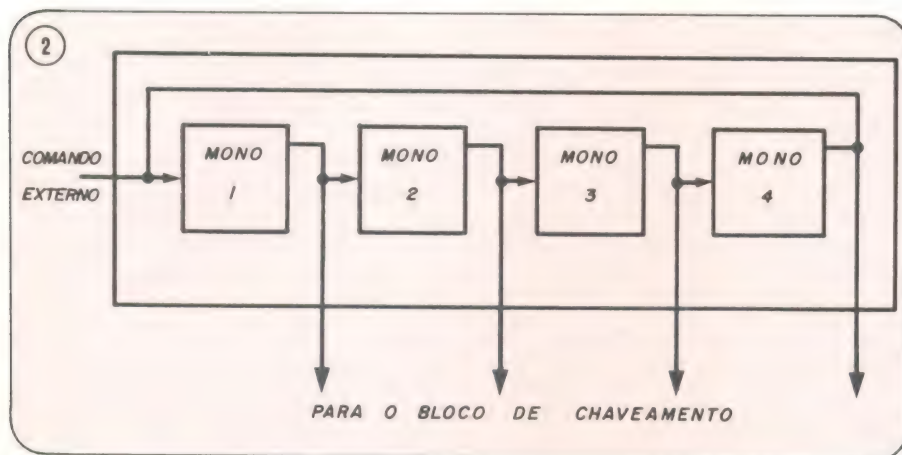 2
COMANDO
EXTERNO
MONO
1
MONO
2
MONO
3
MONO
4
PARA O BLOCO DE CHAVEAMENTO